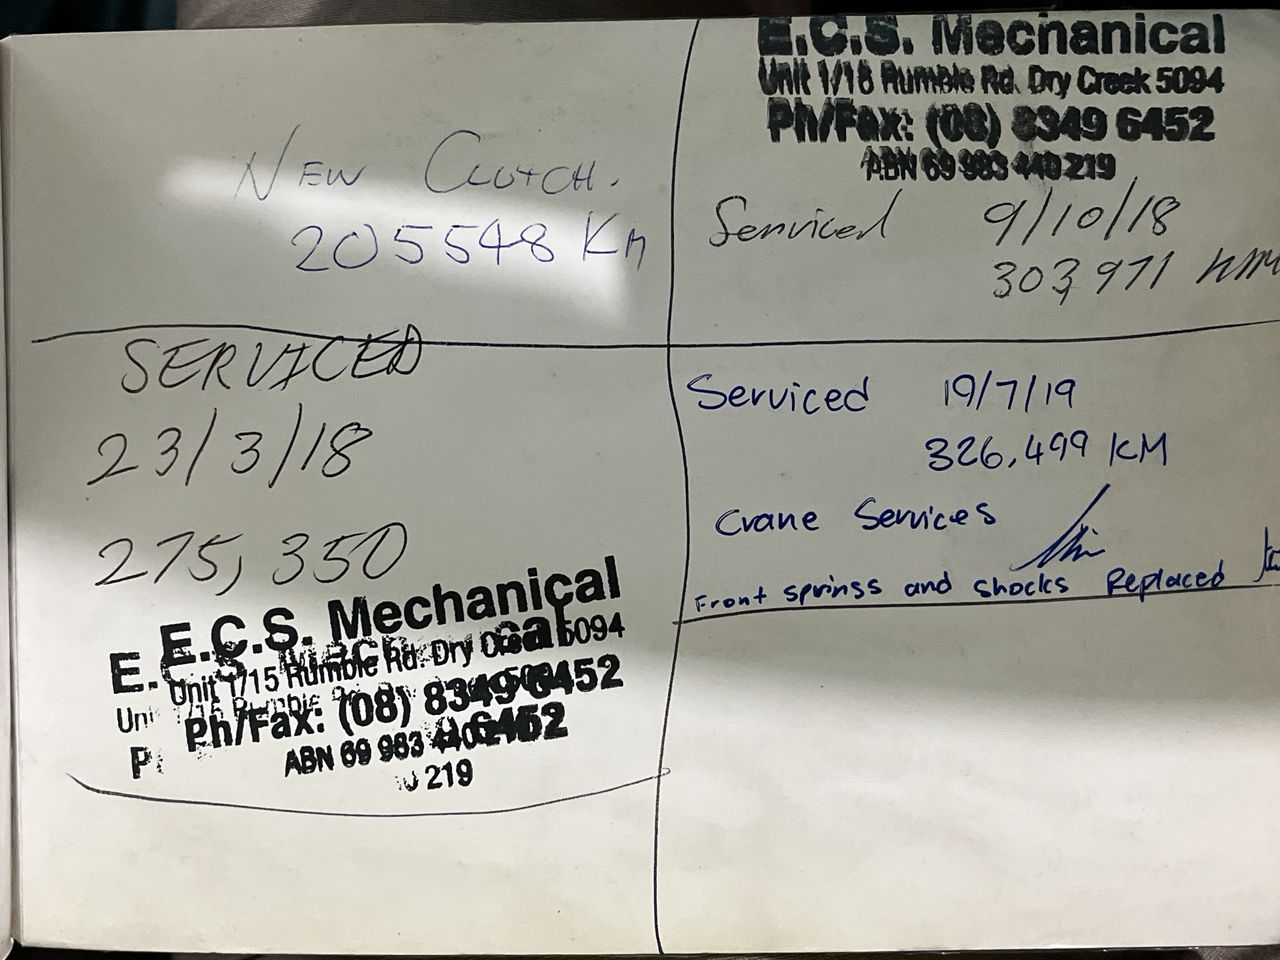 NEW CLUTCH.
205548 KM
SERVICED
23/3/18
275,350
E.C.S. Mechanical
Unit 1/15 Rumble Rd. Dry Creek 5094
Ph/Fax: (08) 8349 6452
ABN 69 983 440 219
E.C.S. Mechanical
Unit 1/18 Rumble Rd. Dry Creek 5094
Ph/Fax: (08) 8349 6452
ABN 69 983 440 219
Serviced 9/10/18
303,971 KM
Serviced 19/7/19
326,499 KM
Crane Services
Front springs and shocks Replaced